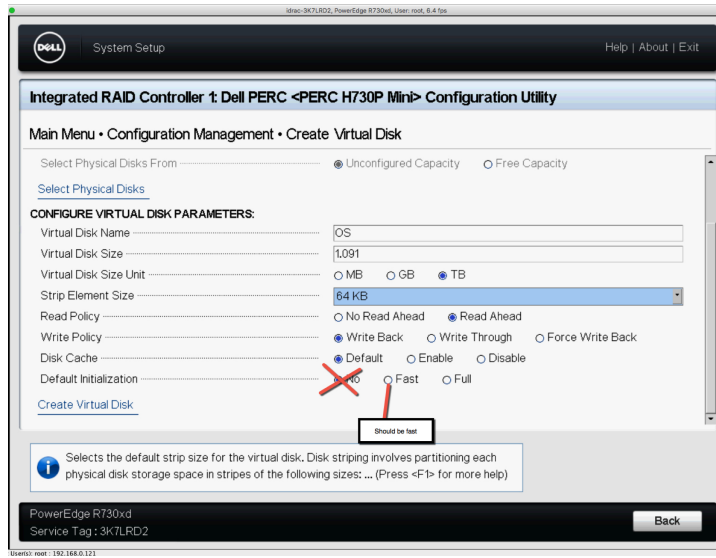 idrac-3K7LRD2, PowerEdge R730xd, User: root, 6.4 fps
DELL System Setup Help | About | Exit
Integrated RAID Controller 1: Dell PERC <PERC H730P Mini> Configuration Utility
Main Menu • Configuration Management • Create Virtual Disk
Select Physical Disks From Unconfigured Capacity Free Capacity
Select Physical Disks
CONFIGURE VIRTUAL DISK PARAMETERS:
Virtual Disk Name OS
Virtual Disk Size 1.091
Virtual Disk Size Unit MB GB TB
Strip Element Size 64 KB
Read Policy No Read Ahead Read Ahead
Write Policy Write Back Write Through Force Write Back
Disk Cache Default Enable Disable
Default Initialization No Fast Full
Create Virtual Disk
Should be fast
Selects the default strip size for the virtual disk. Disk striping involves partitioning each
physical disk storage space in stripes of the following sizes: ... (Press <F1> for more help)
PowerEdge R730xd
Service Tag : 3K7LRD2
Back
User(s): root : 192.168.0.121